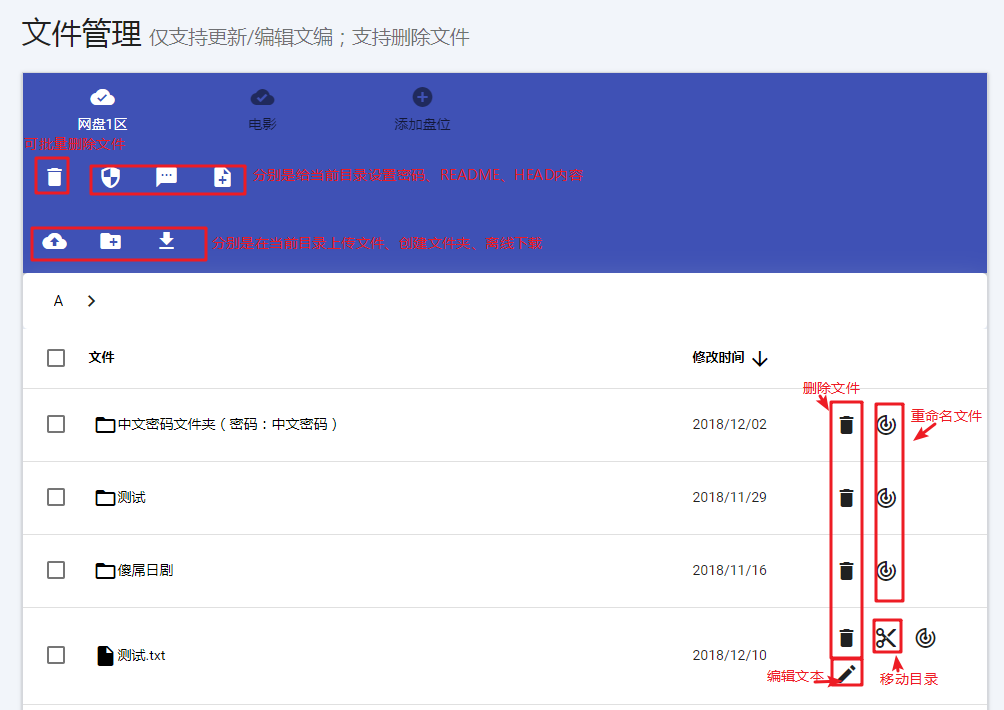 文件管理 仅支持更新/编辑文编；支持删除文件
网盘1区 电影 添加盘位
可批量删除文件
分别是给当前目录设置密码、README、HEAD内容
分别是在当前目录上传文件、创建文件夹、离线下载
A
文件 修改时间
删除文件
中文密码文件夹（密码：中文密码） 2018/12/02 重命名文件
测试 2018/11/29
傻屌日剧 2018/11/16
测试.txt 2018/12/10
编辑文本 移动目录